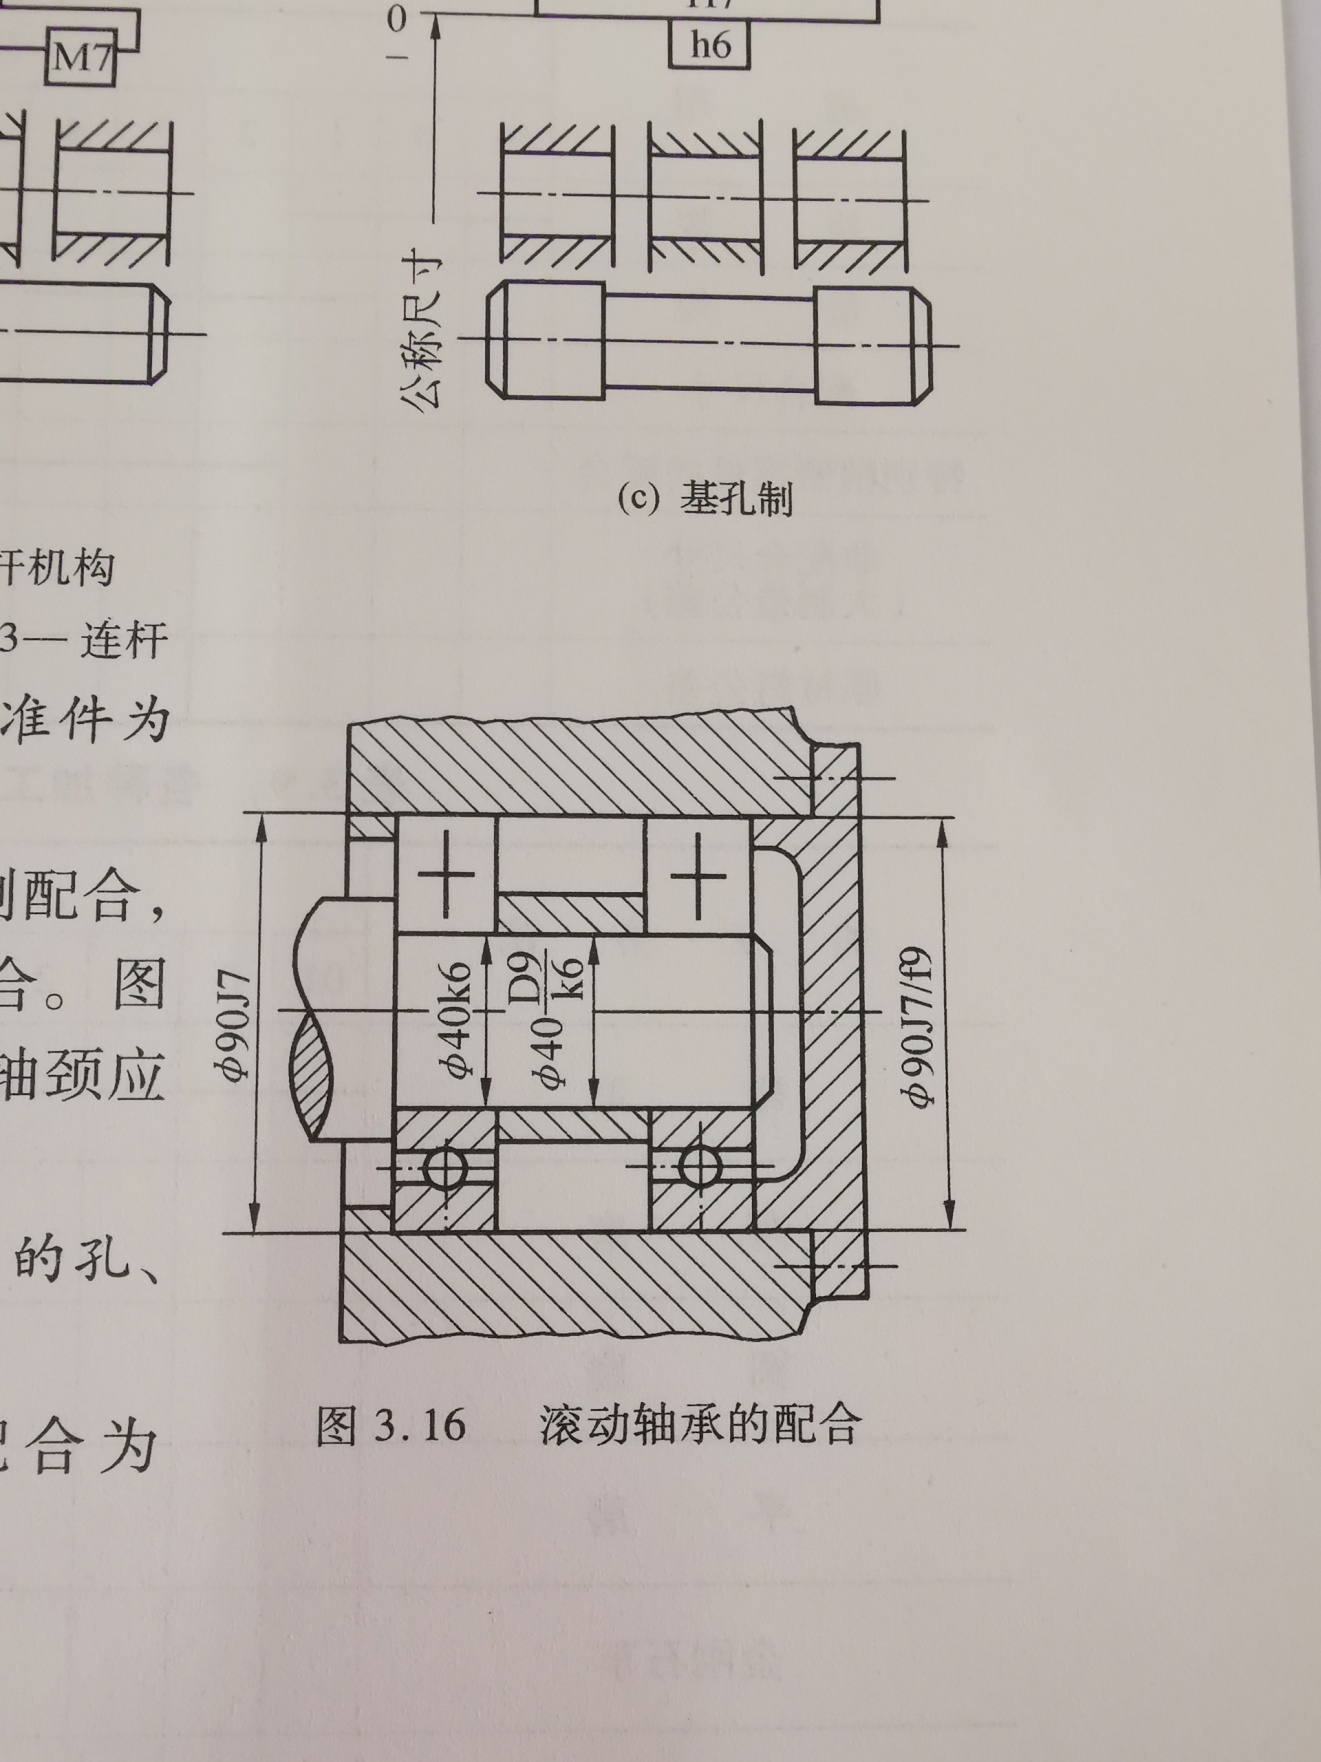 M7
0
–
h6
公称尺寸
(c) 基孔制
杆机构
3— 连杆
准件为
制配合，
合。图
轴颈应
的孔、
配合为
ϕ90J7
ϕ40k6
ϕ40 D9/k6
ϕ90J7/f9
图 3.16 滚动轴承的配合